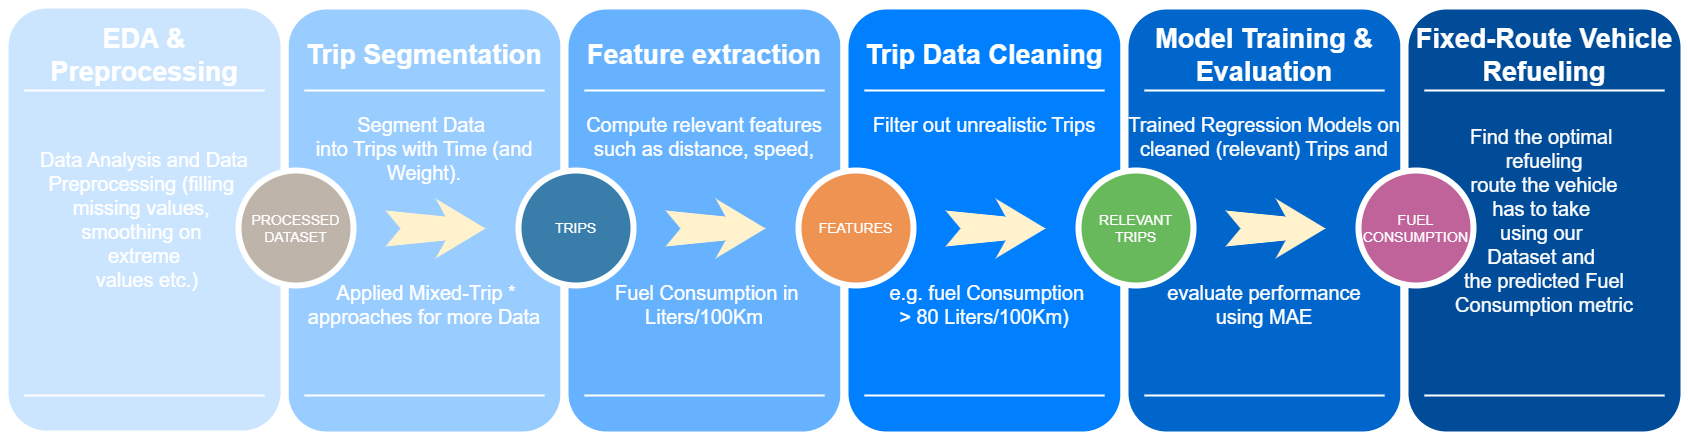 EDA &
Preprocessing
Data Analysis and Data
Preprocessing (filling
missing values,
smoothing on
extreme
values etc.)
PROCESSED
DATASET
Trip Segmentation
Segment Data
into Trips with Time (and
Weight).
Applied Mixed-Trip *
approaches for more Data
TRIPS
Feature extraction
Compute relevant features
such as distance, speed,
Fuel Consumption in
Liters/100Km
FEATURES
Trip Data Cleaning
Filter out unrealistic Trips
e.g. fuel Consumption
> 80 Liters/100Km)
RELEVANT
TRIPS
Model Training &
Evaluation
Trained Regression Models on
cleaned (relevant) Trips and
evaluate performance
using MAE
FUEL
CONSUMPTION
Fixed-Route Vehicle
Refueling
Find the optimal
refueling
route the vehicle
has to take
using our
Dataset and
the predicted Fuel
Consumption metric